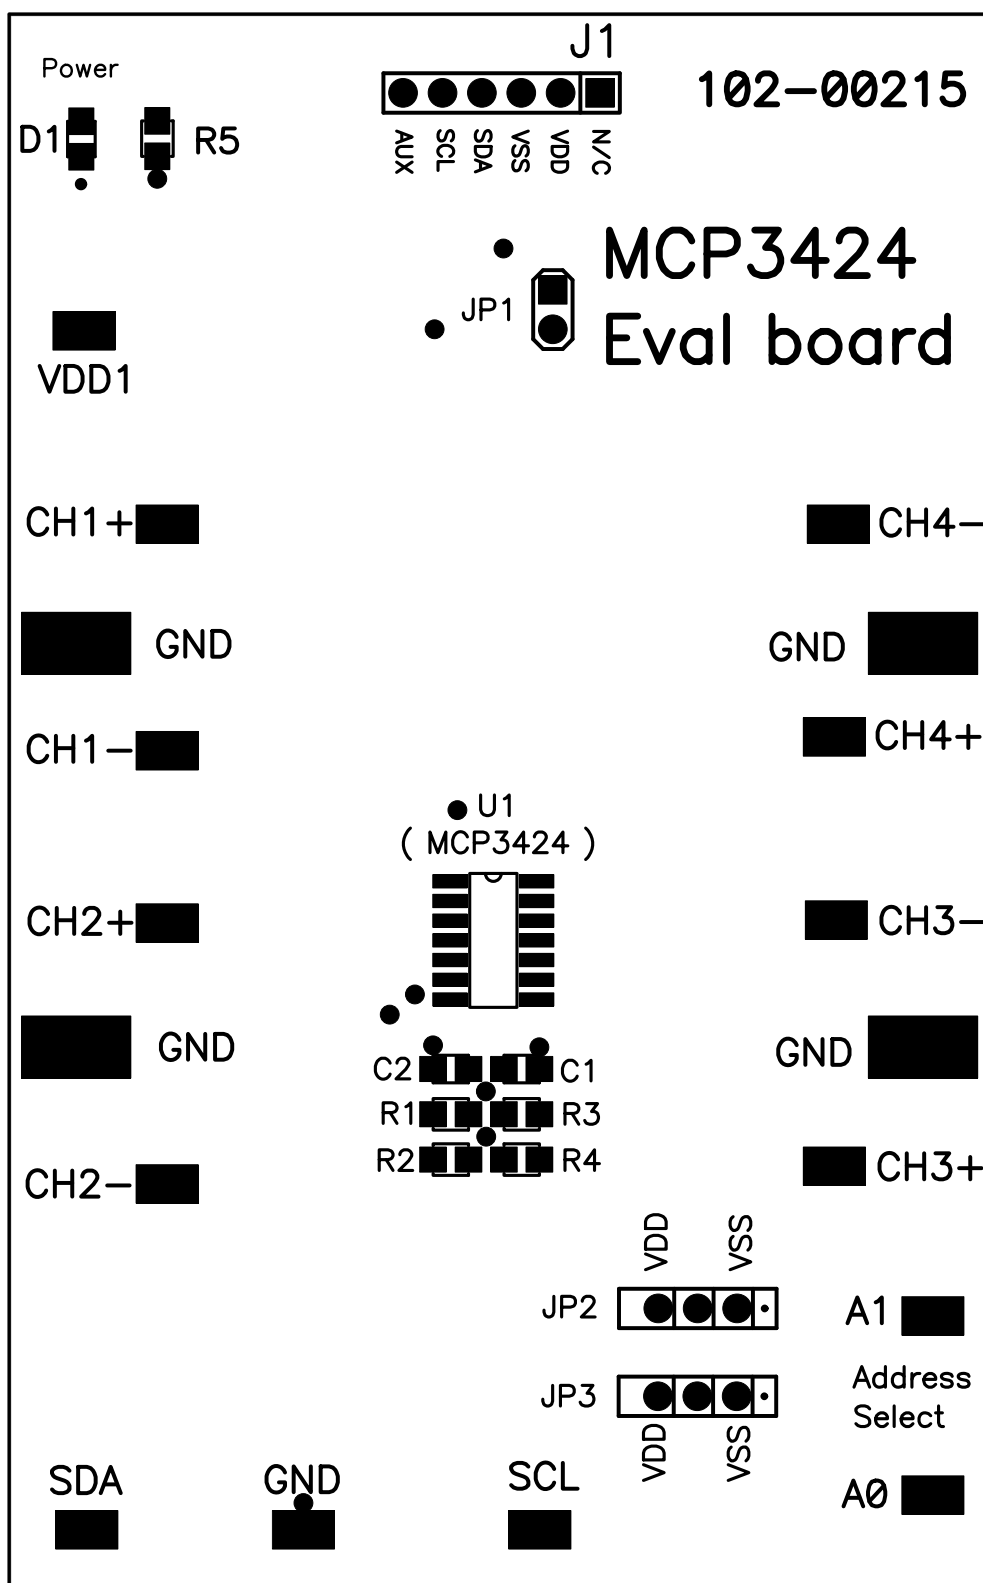 J1
Power
102-00215
D1
R5
AUX
SCL
SDA
VSS
VDD
N/C
MCP3424
JP1
Eval board
VDD1
CH1+
CH4-
GND
GND
CH1-
CH4+
U1
( MCP3424 )
CH2+
CH3-
GND
GND
C2
C1
R1
R3
R2
R4
CH2-
CH3+
VDD
VSS
JP2
A1
Address
Select
JP3
VDD
VSS
SDA
GND
SCL
A0